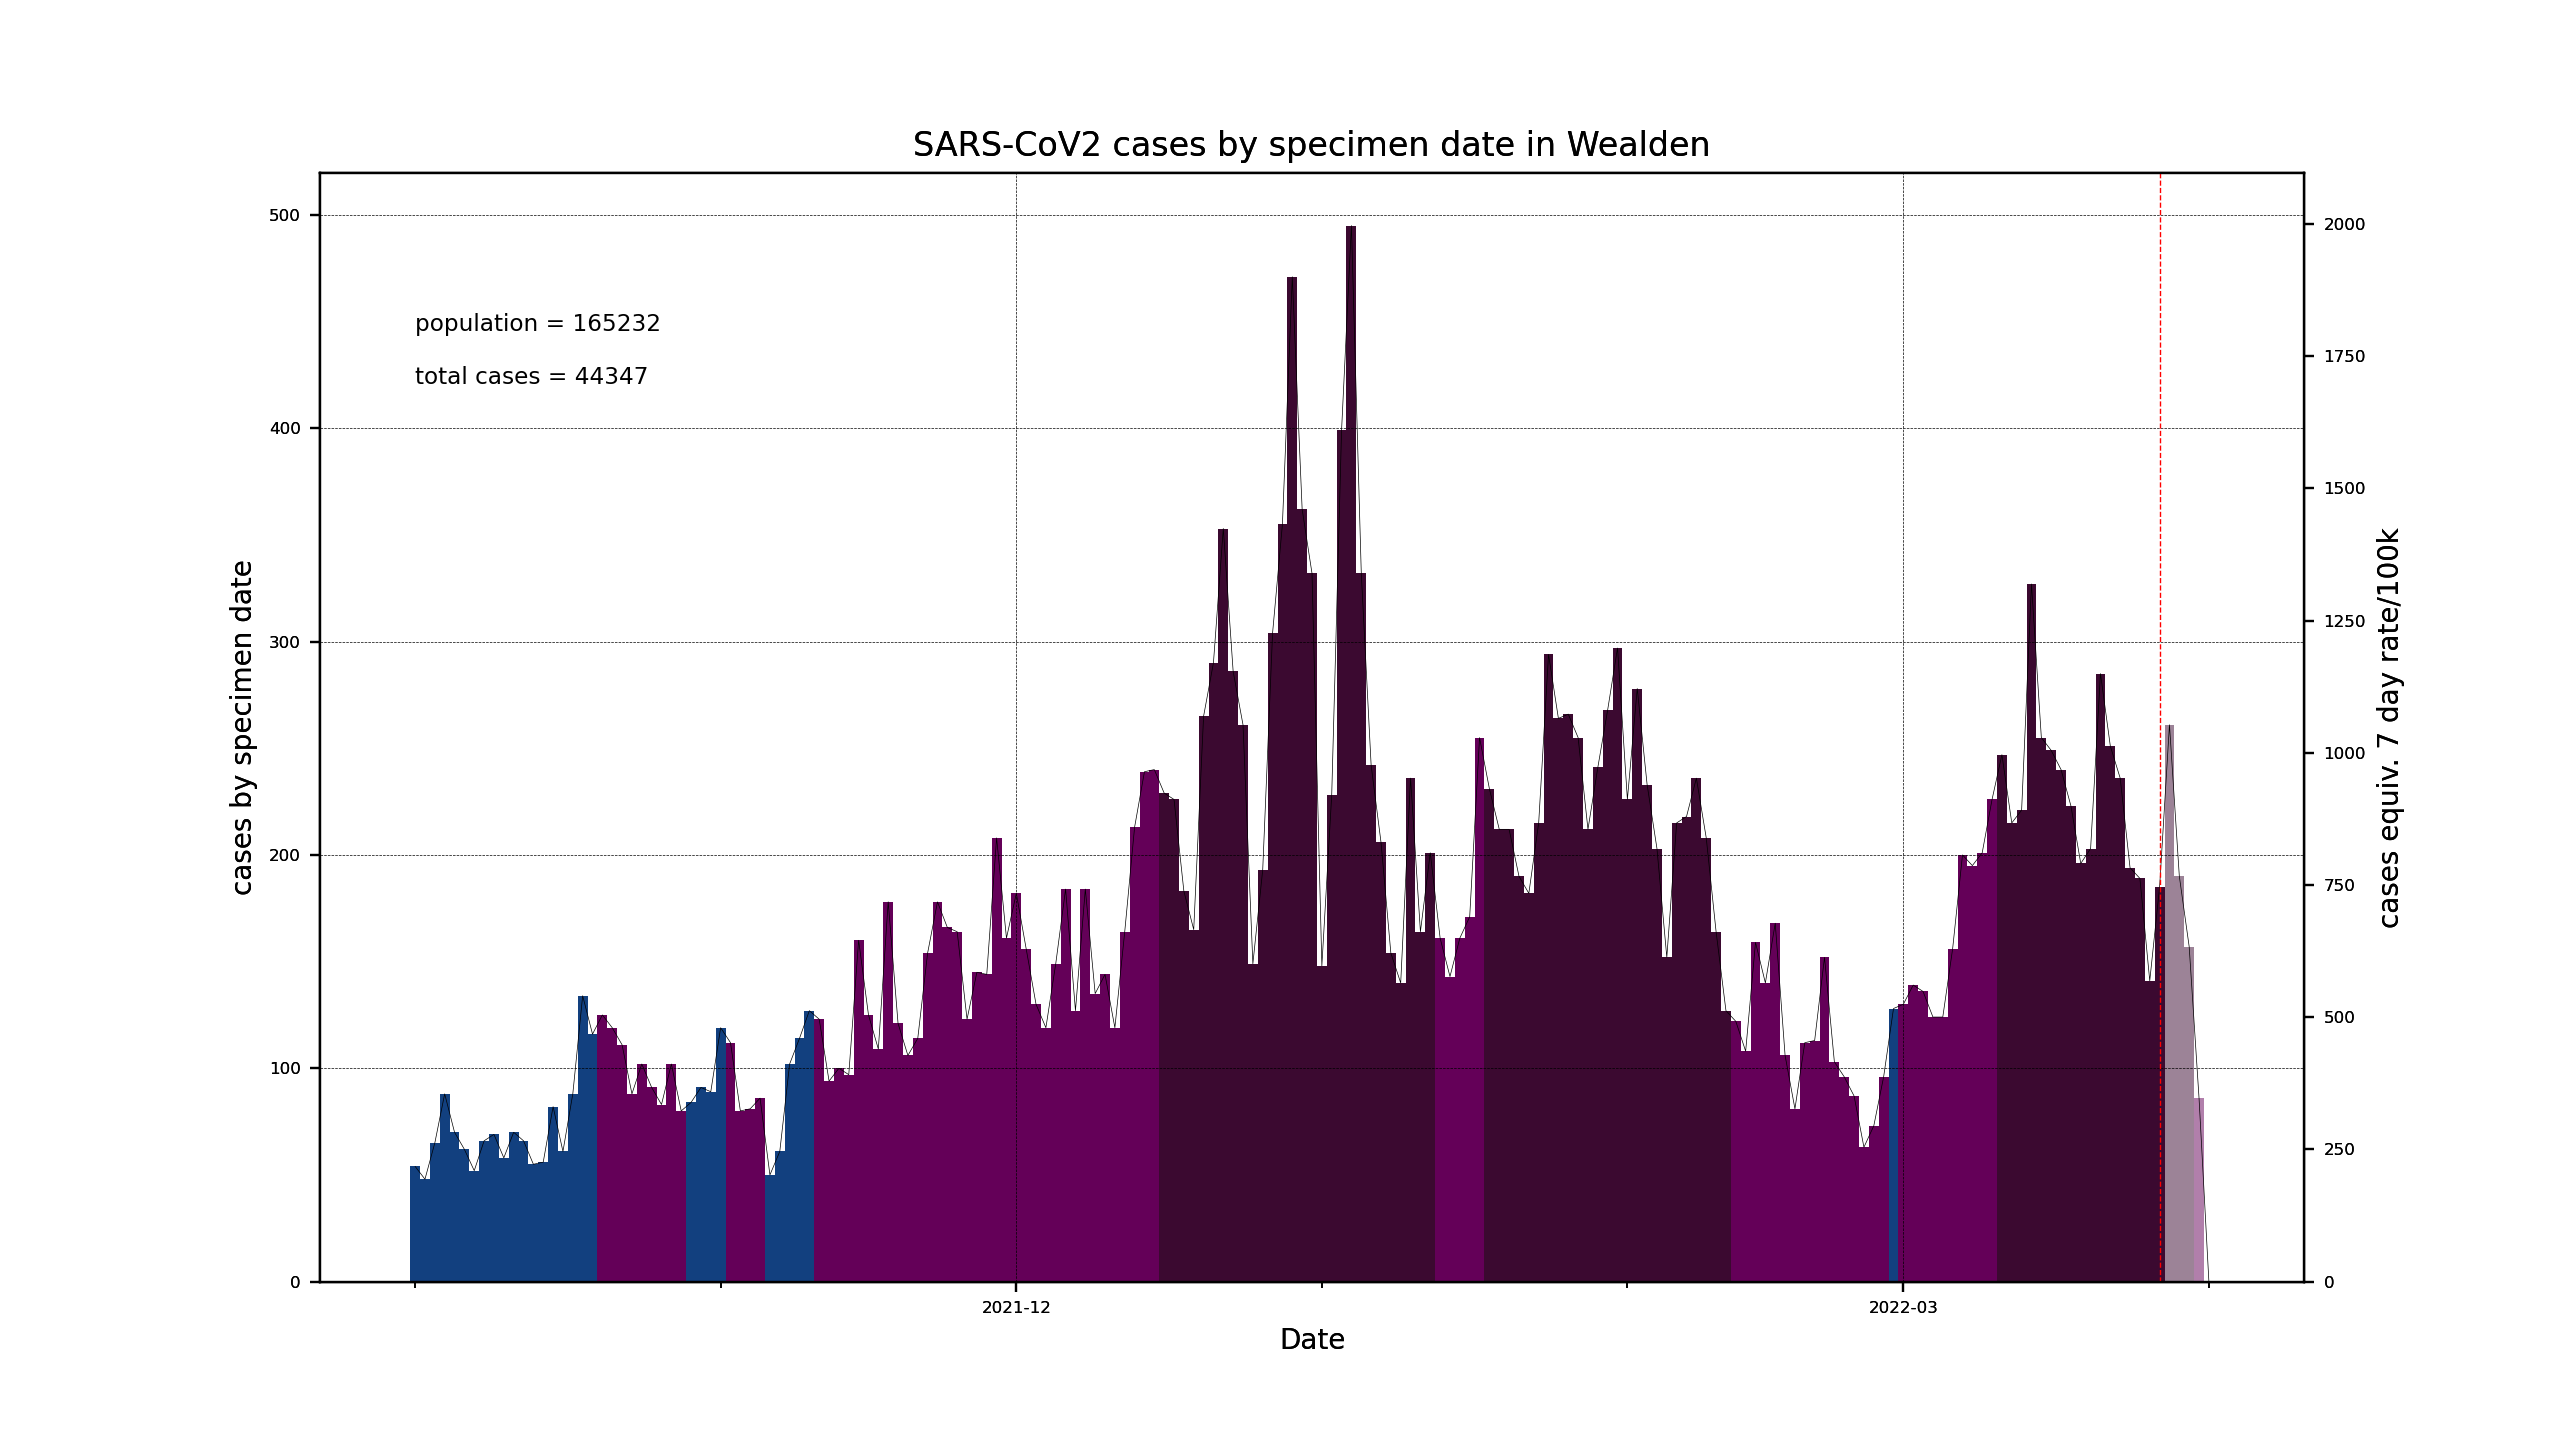 SARS-CoV2 cases by specimen date in Wealden
population = 165232
total cases = 44347
cases by specimen date
500
400
300
200
100
0
2000
1750
1500
1250
1000
750
500
250
0
cases equiv. 7 day rate/100k
2021-12
2022-03
Date